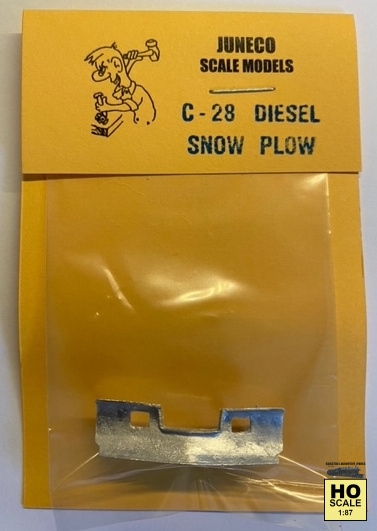 JUNECO
SCALE MODELS
C-28 DIESEL
SNOW PLOW
HO
SCALE
1:87